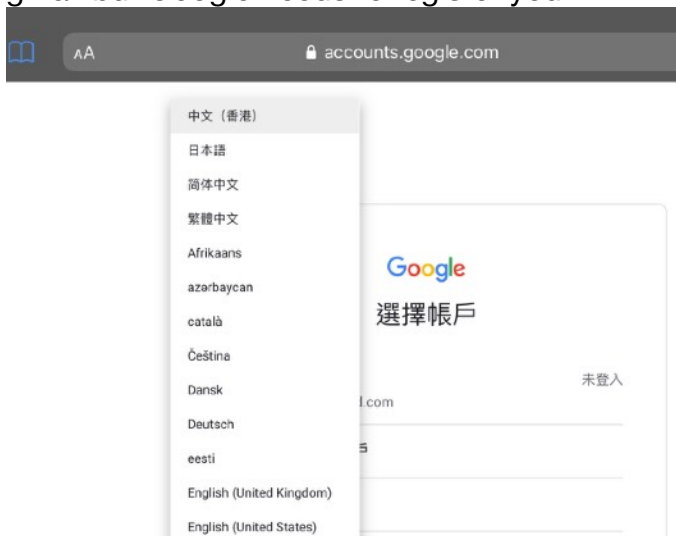 AA
accounts.google.com
中文（香港）
日本語
简体中文
繁體中文
Afrikaans
azərbaycan
català
Čeština
Dansk
Deutsch
eesti
English (United Kingdom)
English (United States)
Google
選擇帳戶
未登入
l.com